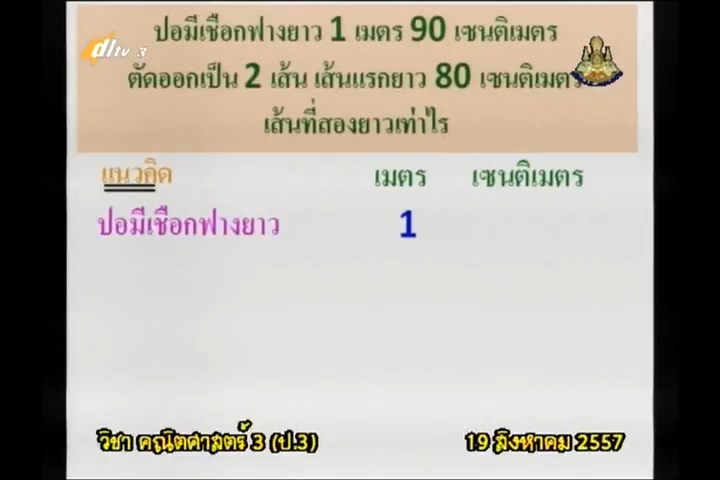 dltv 3
ปอมีเชือกฟางยาว 1 เมตร 90 เซนติเมตร
ตัดออกเป็น 2 เส้น เส้นแรกยาว 80 เซนติเมตร
เส้นที่สองยาวเท่าไร
แนวคิด เมตร เซนติเมตร
ปอมีเชือกฟางยาว 1
วิชา คณิตศาสตร์ 3 (ป.3) 19 สิงหาคม 2557